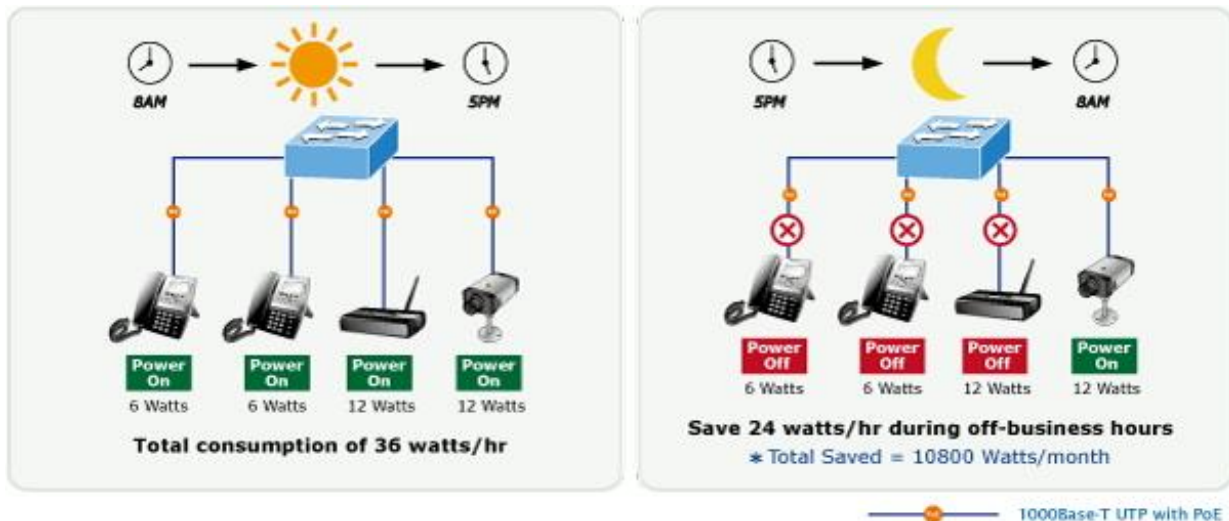 8AM
5PM
Power
On
6 Watts
Power
On
6 Watts
Power
On
12 Watts
Power
On
12 Watts
Total consumption of 36 watts/hr
5PM
8AM
Power
Off
6 Watts
Power
Off
6 Watts
Power
Off
12 Watts
Power
On
12 Watts
Save 24 watts/hr during off-business hours
* Total Saved = 10800 Watts/month
PoE
1000Base-T UTP with PoE